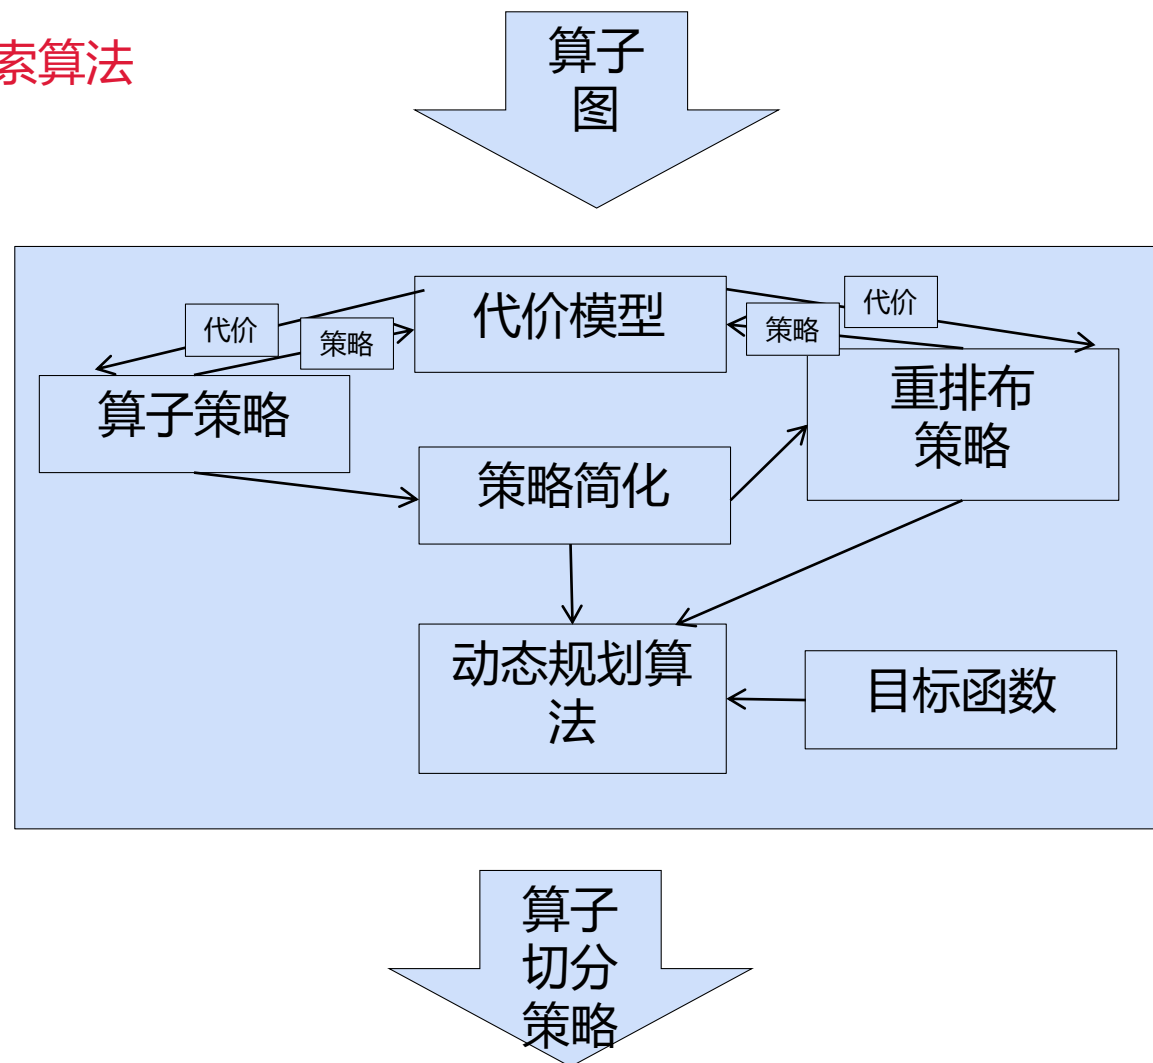 索算法
算子
图
代价模型
代价
策略
策略
代价
算子策略
重排布
策略
策略简化
动态规划算
法
目标函数
算子
切分
策略